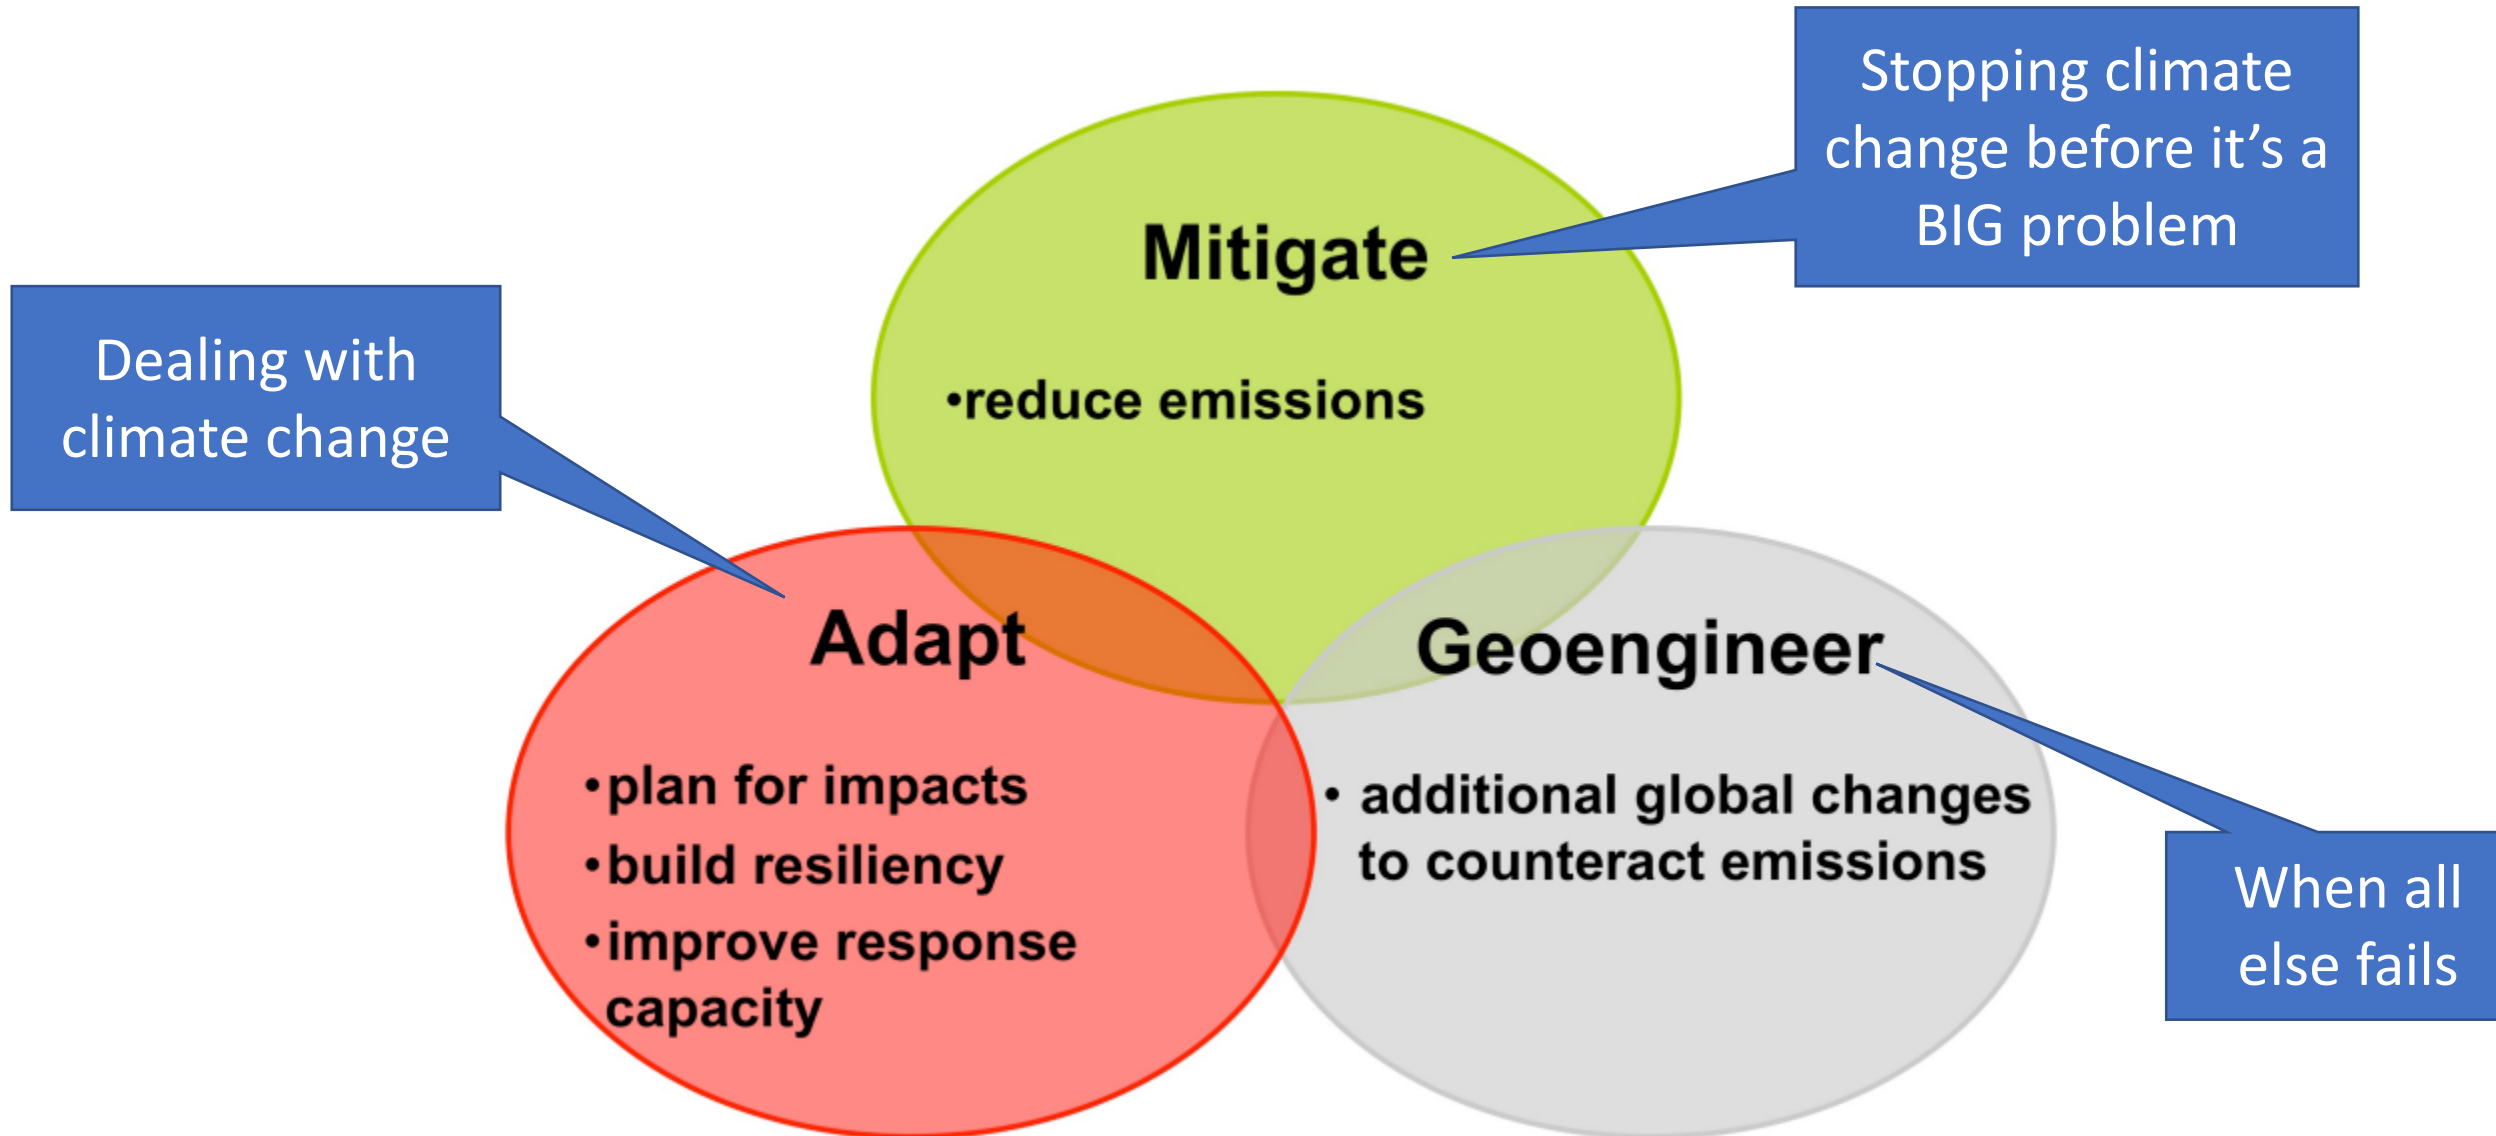 Stopping climate
change before it’s a
BIG problem
Mitigate
•reduce emissions
Dealing with
climate change
Adapt
•plan for impacts
•build resiliency
•improve response
capacity
Geoengineer
• additional global changes
to counteract emissions
When all
else fails